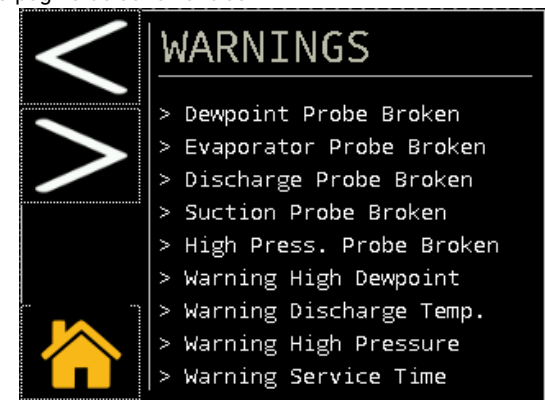 WARNINGS
> Dewpoint Probe Broken
> Evaporator Probe Broken
> Discharge Probe Broken
> Suction Probe Broken
> High Press. Probe Broken
> Warning High Dewpoint
> Warning Discharge Temp.
> Warning High Pressure
> Warning Service Time